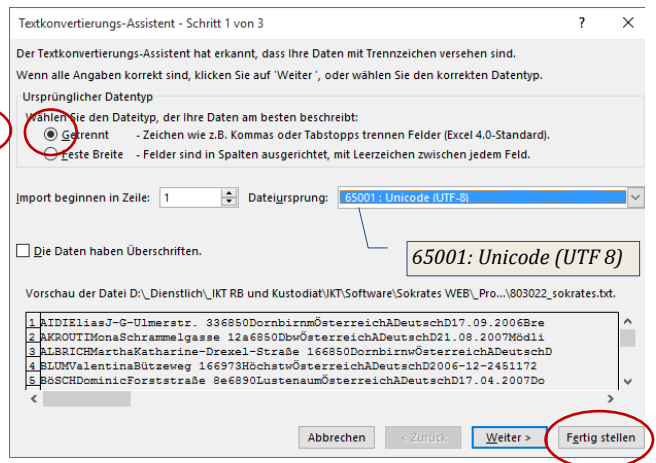 Textkonvertierungs-Assistent - Schritt 1 von 3 ? ×
Der Textkonvertierungs-Assistent hat erkannt, dass Ihre Daten mit Trennzeichen versehen sind.
Wenn alle Angaben korrekt sind, klicken Sie auf 'Weiter ', oder wählen Sie den korrekten Datentyp.
Ursprünglicher Datentyp
Wählen Sie den Dateityp, der Ihre Daten am besten beschreibt:
Getrennt - Zeichen wie z.B. Kommas oder Tabstopps trennen Felder (Excel 4.0-Standard).
Feste Breite - Felder sind in Spalten ausgerichtet, mit Leerzeichen zwischen jedem Feld.
Import beginnen in Zeile: 1 Dateiursprung: 65001 : Unicode (UTF-8)
Die Daten haben Überschriften.
65001: Unicode (UTF 8)
Vorschau der Datei D:\_Dienstlich\_IKT RB und Kustodiat\IKT\Software\Sokrates WEB\_Pro...\803022_sokrates.txt.
1 AIDIEliasJ-G-Ulmerstr. 336850DornbirnmÖsterreichADeutschD17.09.2006Bre
2 AKROUTIMonaSchrammelgasse 12a6850DbwÖsterreichADeutschD21.08.2007Mödli
3 ALBRICHMarthaKatharine-Drexel-Straße 166850DornbirnwÖsterreichADeutschD
4 BLUMValentinaBützeweg 166973HöchstwÖsterreichADeutschD2006-12-2451172
5 BöSCHDominicForststraße 8e6890LustenaumÖsterreichADeutschD17.04.2007Do
Abbrechen < Zurück Weiter > Fertig stellen